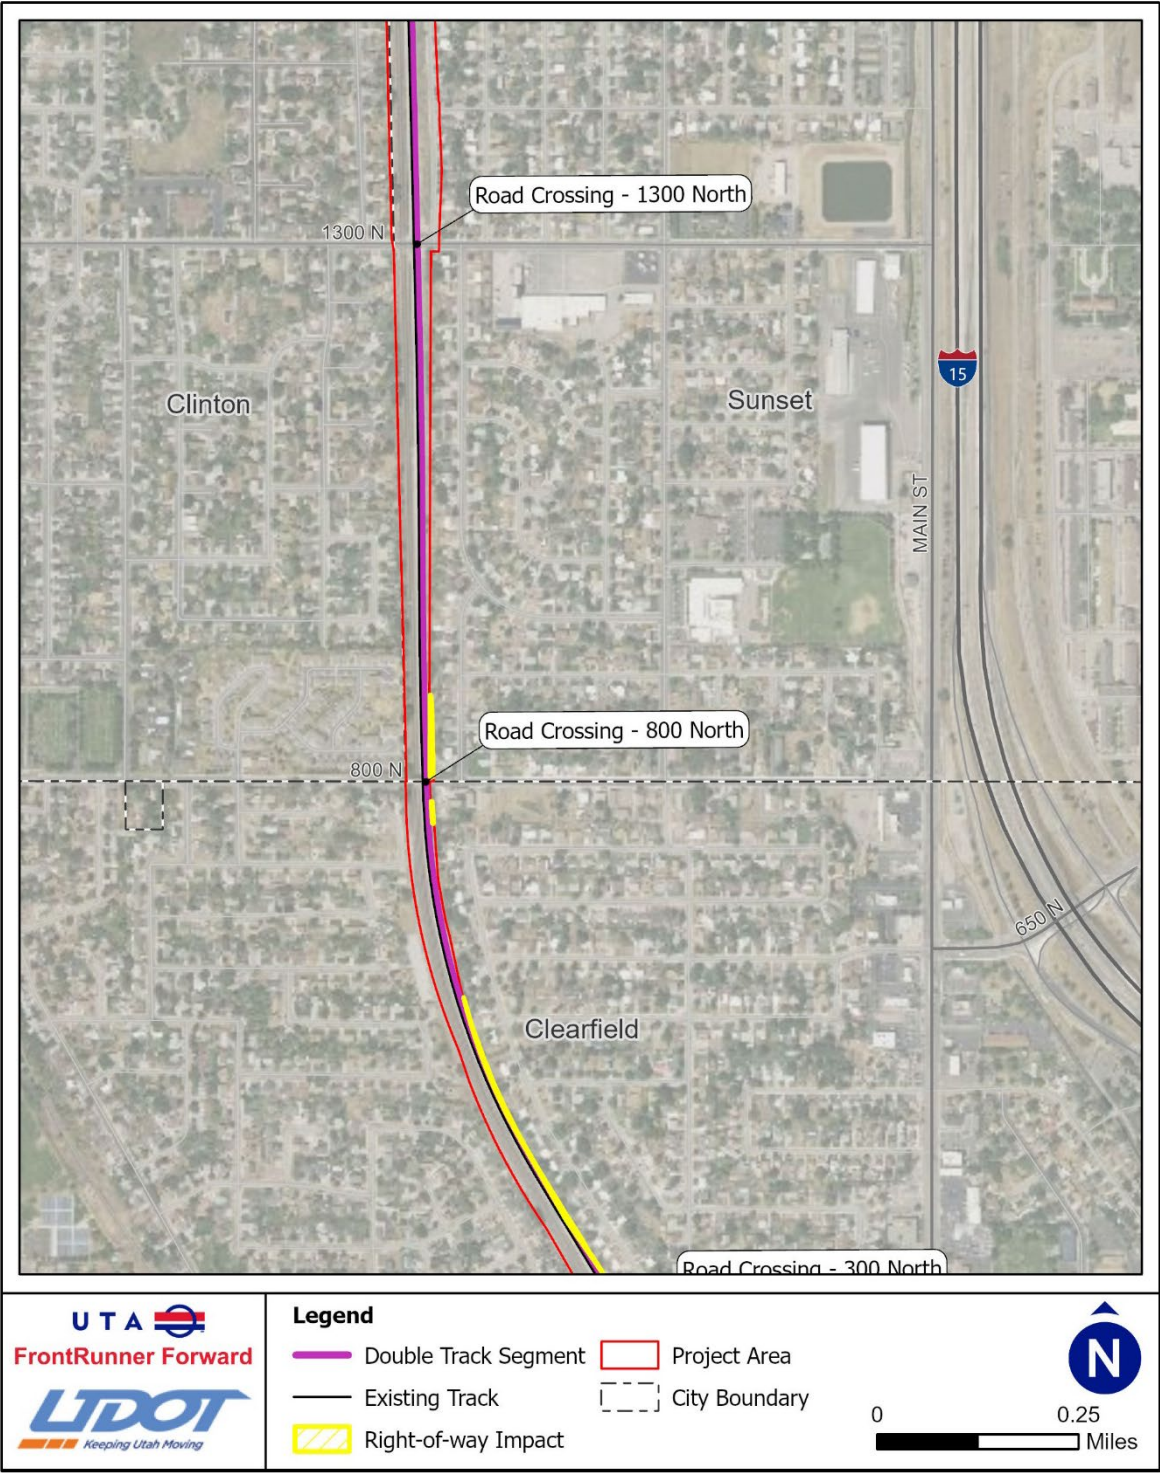 Road Crossing - 1300 North
1300 N
15
Clinton
Sunset
MAIN ST
Road Crossing - 800 North
800 N
650 N
Clearfield
Road Crossing - 300 North
UTA
FrontRunner Forward
UDOT
Keeping Utah Moving
Legend
Double Track Segment
Existing Track
Right-of-way Impact
Project Area
City Boundary
N
0 0.25
Miles